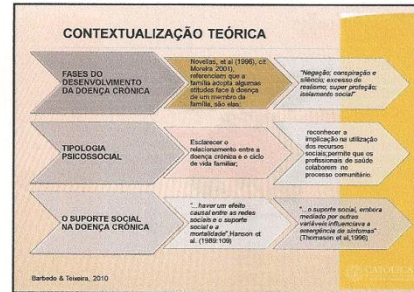 CONTEXTUALIZAÇÃO TEÓRICA
FASES DO
DESENVOLVIMENTO
DA DOENÇA CRÓNICA
Novellas, et al (1996), cit
Moreira 2001),
referenciam que a
família adopta algumas
atitudes face à doença
de um membro da
família, são elas:
"Negação; conspiração e
silêncio; excesso de
realismo; super proteção;
isolamento social"
TIPOLOGIA
PSICOSSOCIAL
Esclarecer o
relacionamento entre a
doença crónica e o ciclo
de vida familiar;
reconhecer a
implicação na utilização
dos recursos
sociais;permite que os
profissionais de saúde
colaborem no
processo comunitário.
O SUPORTE SOCIAL
NA DOENÇA CRÓNICA
"...haver um efeito
causal entre as redes
sociais e o suporte
social e a
mortalidade".Hanson et
al. (1989:109)
"...o suporte social, embora
mediado por outras
variáveis influenciava a
emergência de sintomas"
(Thomason et al,1996)
Barbedo & Teixeira, 2010
CATOLICA